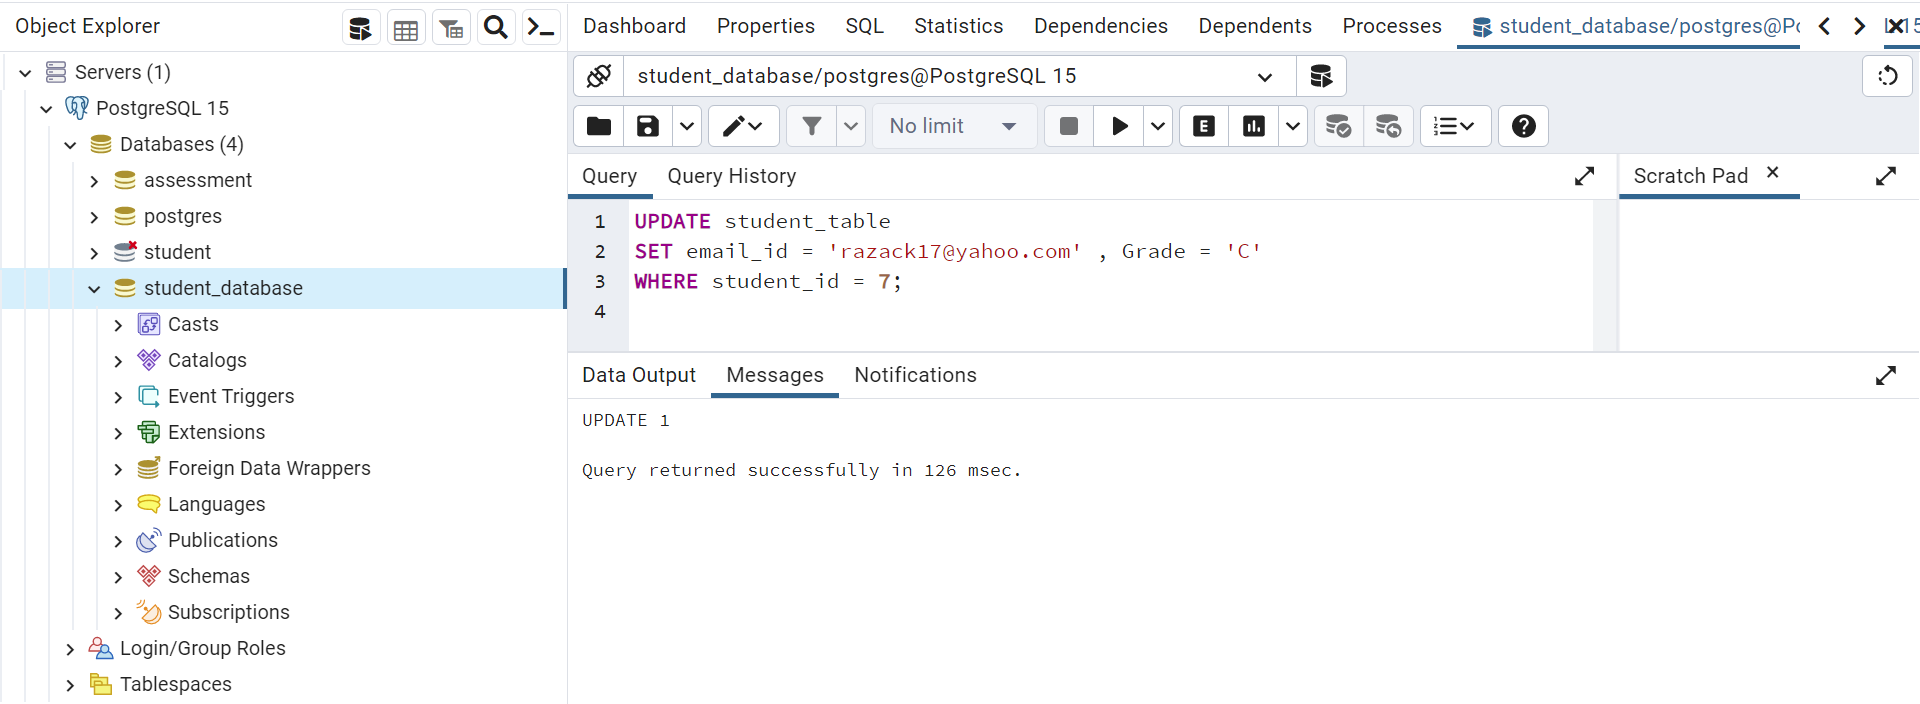 Object Explorer
Servers (1)
PostgreSQL 15
Databases (4)
assessment
postgres
student
student_database
Casts
Catalogs
Event Triggers
Extensions
Foreign Data Wrappers
Languages
Publications
Schemas
Subscriptions
Login/Group Roles
Tablespaces
Dashboard Properties SQL Statistics Dependencies Dependents Processes student_database/postgres@Po 15
student_database/postgres@PostgreSQL 15
No limit E
Query Query History
Scratch Pad
1 UPDATE student_table
2 SET email_id = 'razack17@yahoo.com' , Grade = 'C'
3 WHERE student_id = 7;
4
Data Output Messages Notifications
UPDATE 1
Query returned successfully in 126 msec.